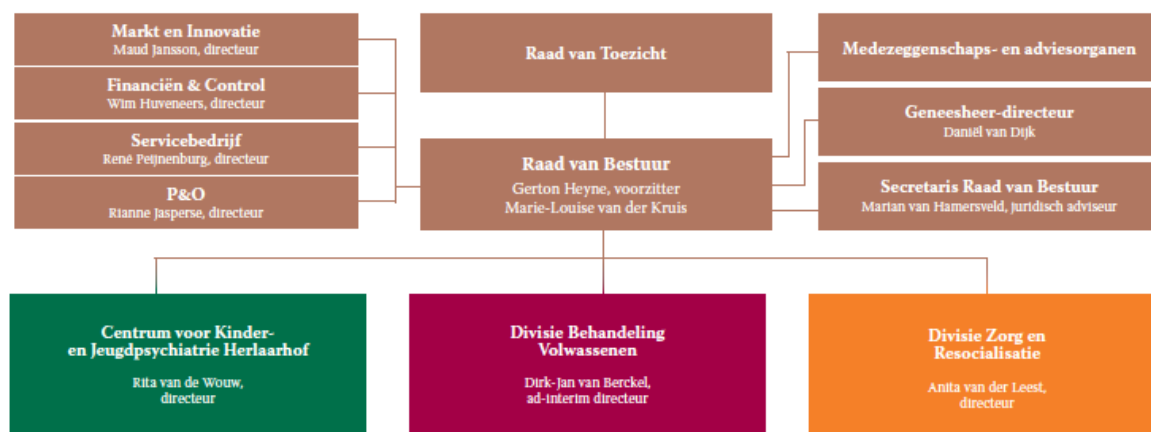 Markt en Innovatie
Maud Jansson, directeur
Financiën & Control
Wim Huveneers, directeur
Servicebedrijf
René Peijnenburg, directeur
P&O
Rianne Jasperse, directeur
Raad van Toezicht
Raad van Bestuur
Gerton Heyne, voorzitter
Marie-Louise van der Kruis
Medezeggenschaps- en adviesorganen
Geneesheer-directeur
Daniël van Dijk
Secretaris Raad van Bestuur
Marian van Hamersveld, juridisch adviseur
Centrum voor Kinder-
en Jeugdpsychiatrie Herlaarhof
Rita van de Wouw,
directeur
Divisie Behandeling
Volwassenen
Dirk-Jan van Berckel,
ad-interim directeur
Divisie Zorg en
Resocialisatie
Anita van der Leest,
directeur